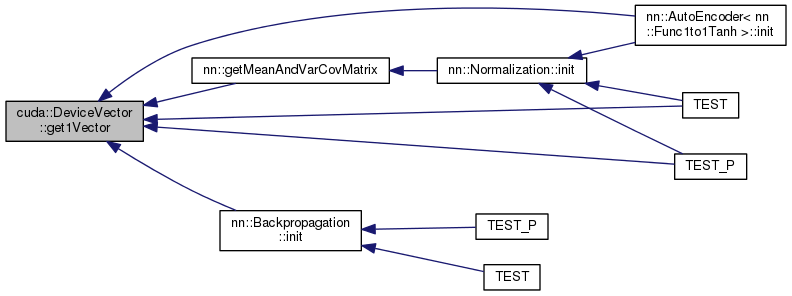 nn::AutoEncoder< nn
::Func1to1Tanh >::init
nn::getMeanAndVarCovMatrix
nn::Normalization::init
cuda::DeviceVector
::get1Vector
TEST
TEST_P
nn::Backpropagation
::init
TEST_P
TEST